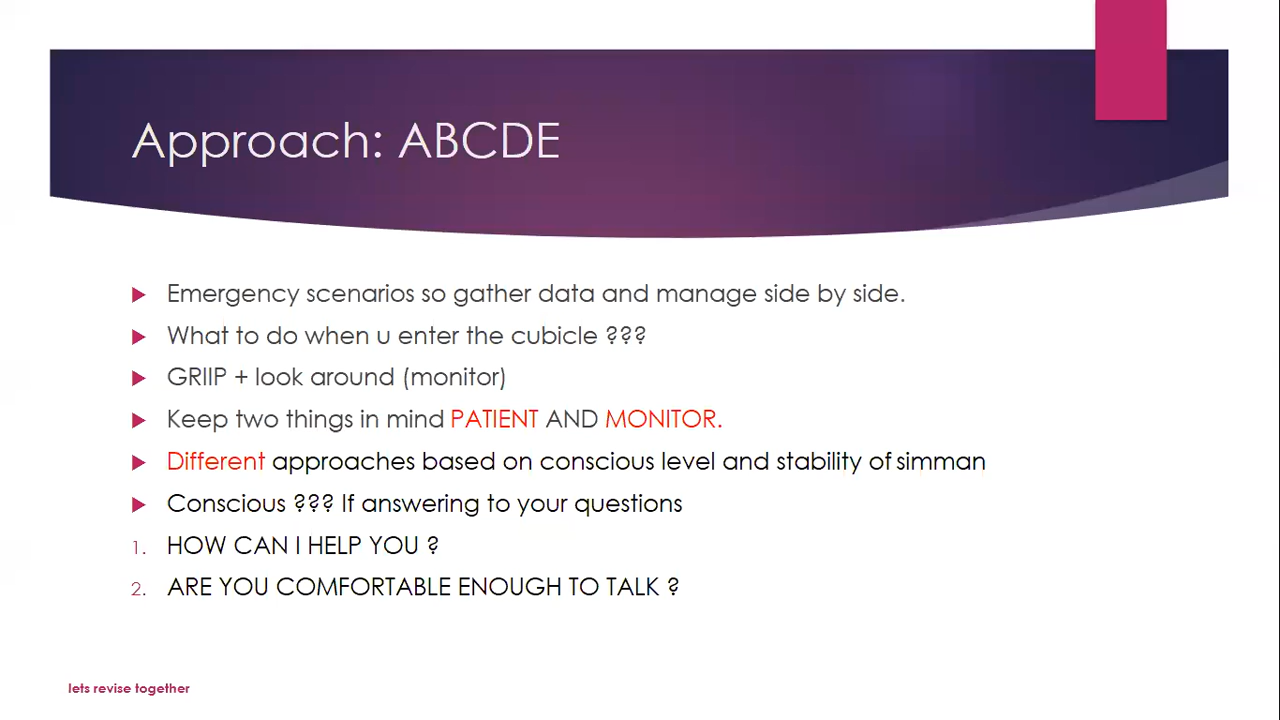 Approach: ABCDE
Emergency scenarios so gather data and manage side by side.
What to do when u enter the cubicle ???
GRIIP + look around (monitor)
Keep two things in mind PATIENT AND MONITOR.
Different approaches based on conscious level and stability of simman
Conscious ??? If answering to your questions
1. HOW CAN I HELP YOU ?
2. ARE YOU COMFORTABLE ENOUGH TO TALK ?
lets revise together